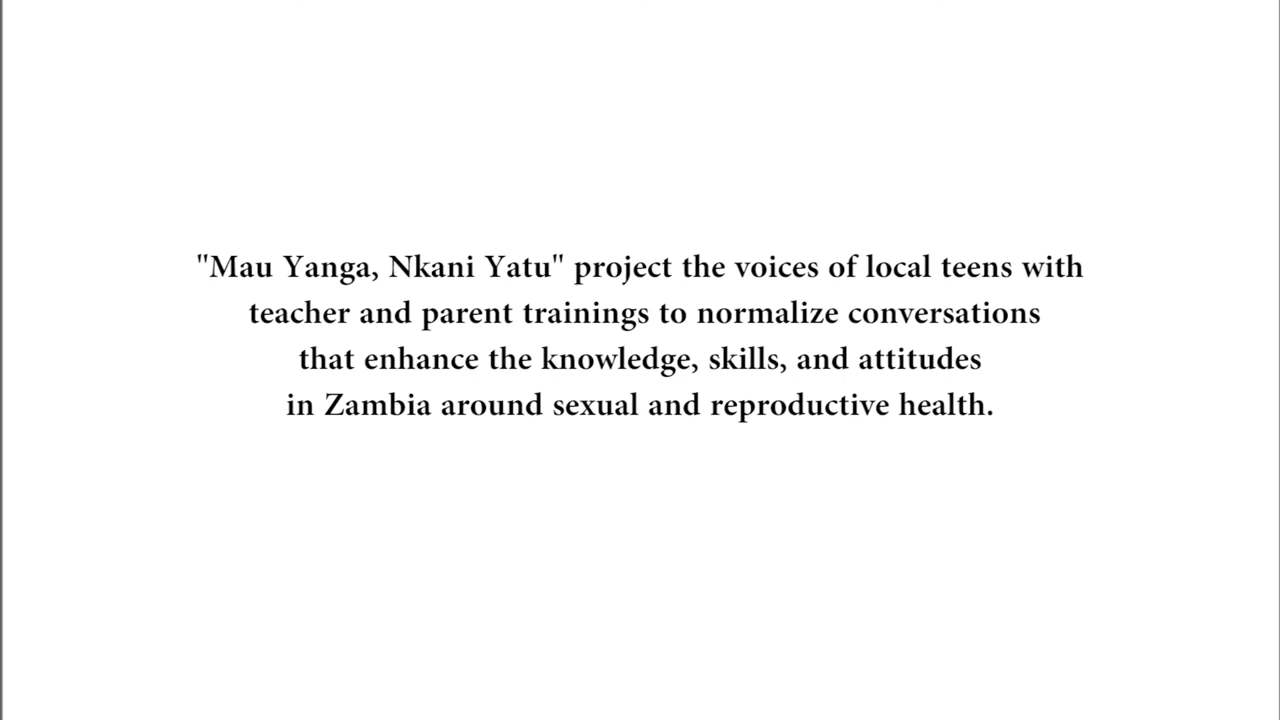 "Mau Yanga, Nkani Yatu" project the voices of local teens with
teacher and parent trainings to normalize conversations
that enhance the knowledge, skills, and attitudes
in Zambia around sexual and reproductive health.